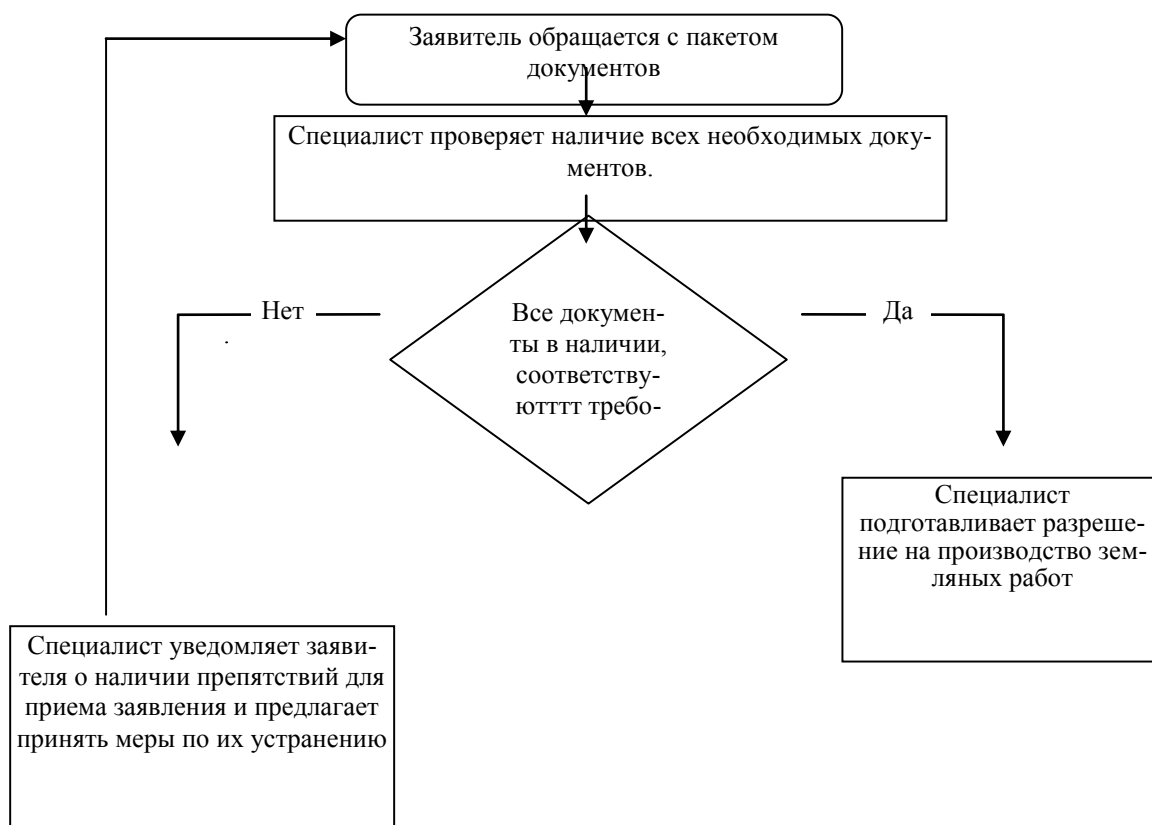 Заявитель обращается с пакетом
документов
Специалист проверяет наличие всех необходимых доку-
ментов.
Нет
Все докумен-
ты в наличии,
соответству-
ютттт требо-
Да
Специалист
подготавливает разреше-
ние на производство зем-
ляных работ
Специалист уведомляет заяви-
теля о наличии препятствий для
приема заявления и предлагает
принять меры по их устранению